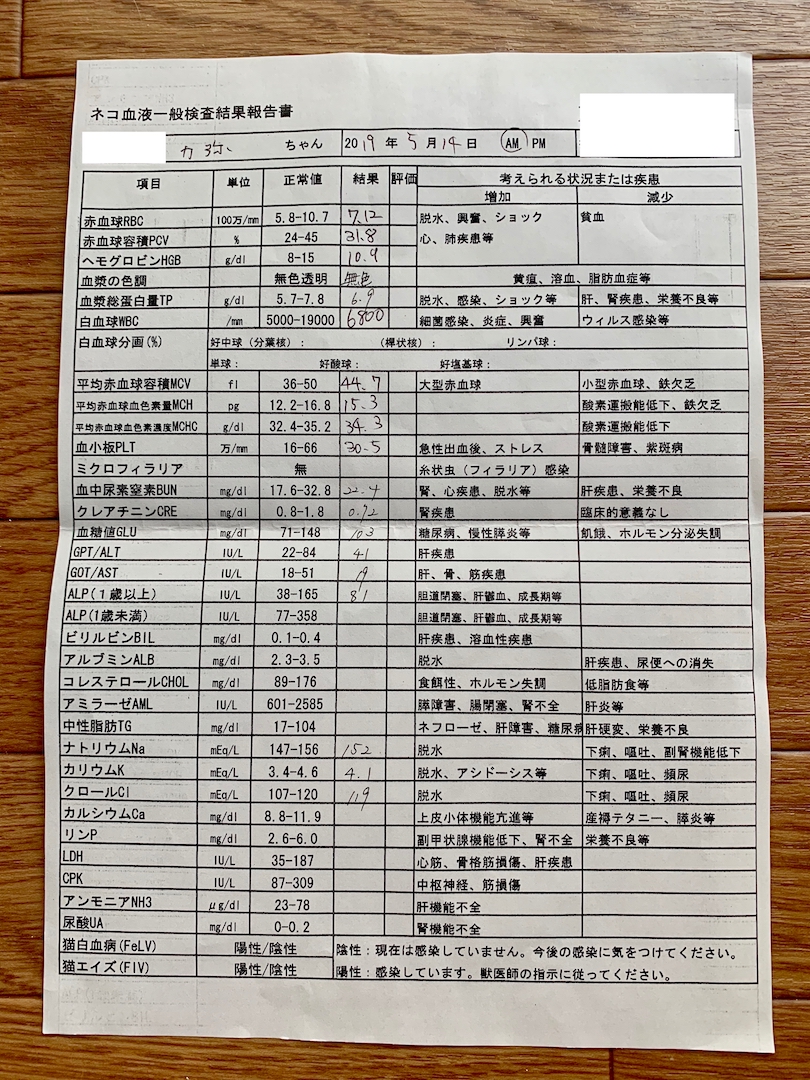 ネコ血液一般検査結果報告書
カ弥 ちゃん 2019年5月14日 AM PM
項目 単位 正常値 結果 評価 考えられる状況または疾患
増加 減少
赤血球RBC 100万/mm 5.8-10.7 7.12 脱水、興奮、ショック 貧血
赤血球容積PCV % 24-45 31.8 心、肺疾患等
ヘモグロビンHGB g/dl 8-15 10.9
血漿の色調 無色透明 無色 黄疸、溶血、脂肪血症等
血漿総蛋白量TP g/dl 5.7-7.8 6.9 脱水、感染、ショック等 肝、腎疾患、栄養不良等
白血球WBC /mm 5000-19000 6800 細菌感染、炎症、興奮 ウィルス感染等
白血球分画(%) 好中球（分葉核）： （桿状核）： リンパ球：
単球： 好酸球： 好塩基球：
平均赤血球容積MCV fl 36-50 44.7 大型赤血球 小型赤血球、鉄欠乏
平均赤血球血色素量MCH pg 12.2-16.8 15.3 酸素運搬能低下、鉄欠乏
平均赤血球血色素濃度MCHC g/dl 32.4-35.2 34.3 酸素運搬能低下
血小板PLT 万/mm 16-66 30.5 急性出血後、ストレス 骨髄障害、紫斑病
ミクロフィラリア 無 糸状虫（フィラリア）感染
血中尿素窒素BUN mg/dl 17.6-32.8 22.4 腎、心疾患、脱水等 肝疾患、栄養不良
クレアチニンCRE mg/dl 0.8-1.8 0.92 腎疾患 臨床的意義なし
血糖値GLU mg/dl 71-148 103 糖尿病、慢性膵炎等 飢餓、ホルモン分泌失調
GPT/ALT IU/L 22-84 41 肝疾患
GOT/AST IU/L 18-51 19 肝、骨、筋疾患
ALP(１歳以上) IU/L 38-165 81 胆道閉塞、肝鬱血、成長期等
ALP(1歳未満) IU/L 77-358 胆道閉塞、肝鬱血、成長期等
ビリルビンBIL mg/dl 0.1-0.4 肝疾患、溶血性疾患
アルブミンALB mg/dl 2.3-3.5 脱水 肝疾患、尿便への消失
コレステロールCHOL mg/dl 89-176 食餌性、ホルモン失調 低脂肪食等
アミラーゼAML IU/L 601-2585 膵障害、腸閉塞、腎不全 肝炎等
中性脂肪TG mg/dl 17-104 ネフローゼ、肝障害、糖尿病 肝硬変、栄養不良
ナトリウムNa mEq/L 147-156 152 脱水 下痢、嘔吐、副腎機能低下
カリウムK mEq/L 3.4-4.6 4.1 脱水、アシドーシス等 下痢、嘔吐、頻尿
クロールCl mEq/L 107-120 119 脱水 下痢、嘔吐、頻尿
カルシウムCa mg/dl 8.8-11.9 上皮小体機能亢進等 産褥テタニー、膵炎等
リンP mg/dl 2.6-6.0 副甲状腺機能低下、腎不全 栄養不良等
LDH IU/L 35-187 心筋、骨格筋損傷、肝疾患
CPK IU/L 87-309 中枢神経、筋損傷
アンモニアNH3 μg/dl 23-78 肝機能不全
尿酸UA mg/dl 0-0.2 腎機能不全
猫白血病(FeLV) 陽性/陰性 陰性：現在は感染していません。今後の感染に気をつけてください。
猫エイズ(FIV) 陽性/陰性 陽性：感染しています。獣医師の指示に従ってください。